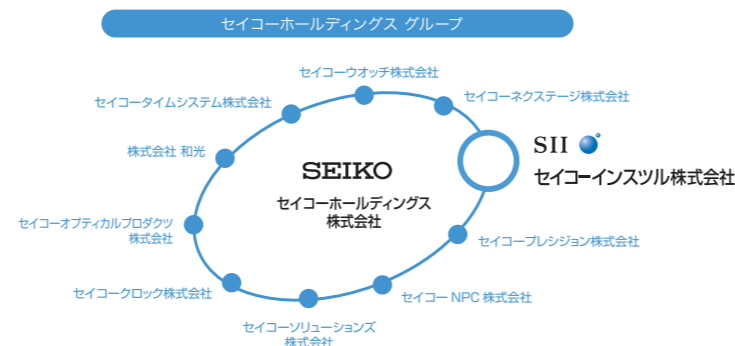 セイコーホールディングス グループ
セイコーウオッチ株式会社
セイコータイムシステム株式会社
セイコーネクステージ株式会社
株式会社 和光
SII
セイコーインスツル株式会社
SEIKO
セイコーホールディングス
株式会社
セイコーオプティカルプロダクツ
株式会社
セイコープレシジョン株式会社
セイコークロック株式会社
セイコー NPC 株式会社
セイコーソリューションズ
株式会社